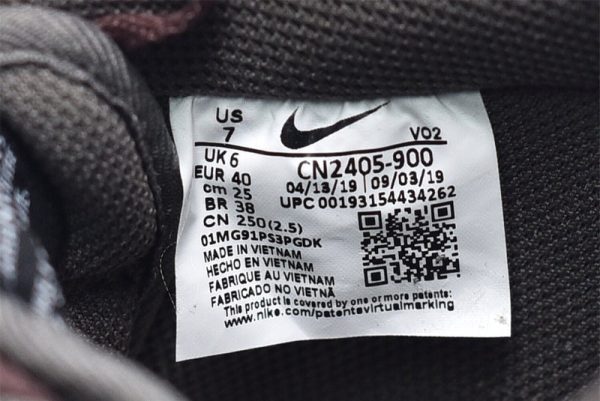 US
7
V02
UK 6
EUR 40
cm 25
BR 38
CN 250(2.5)
01MG91PS3PGDK
MADE IN VIETNAM
HECHO EN VIETNAM
FABRIQUE AU VIETNAM
FABRICADO NO VIETNÃ
CN2405-900
04/13/19 | 09/03/19
UPC 00193154434262
This product is covered by one or more patents:
www.nike.com/patentsvirtualmarking